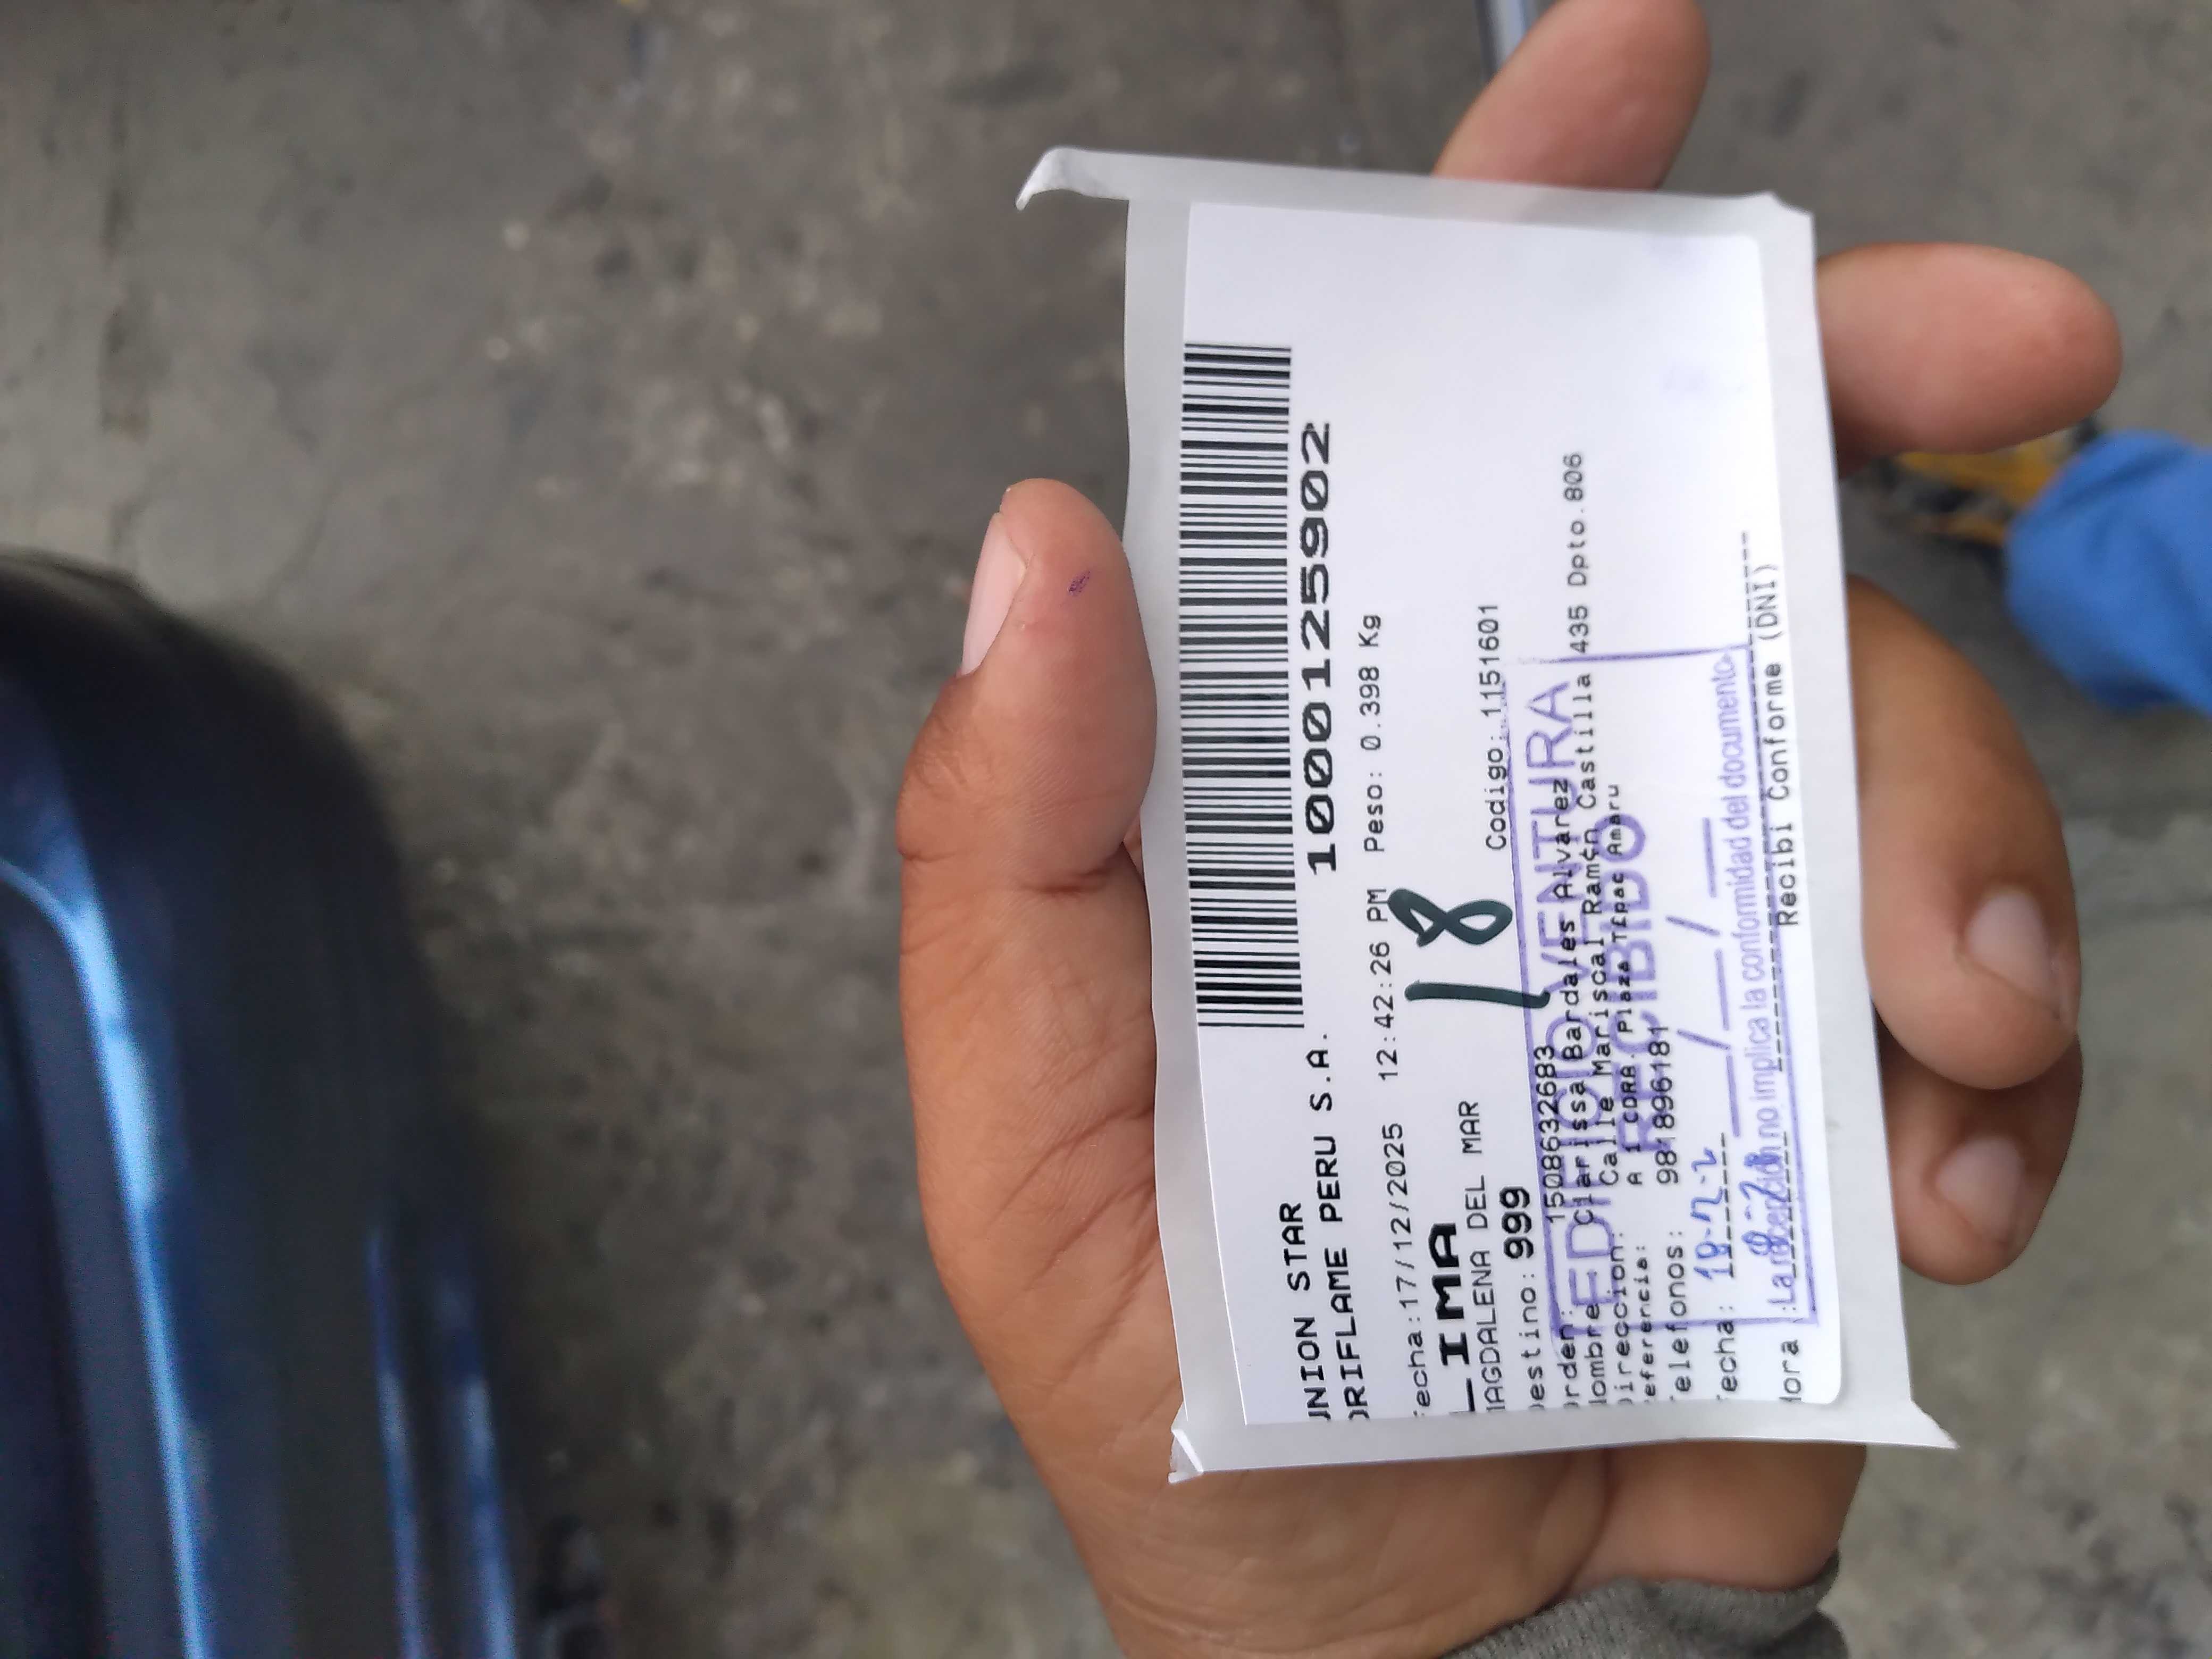 UNION STAR
ORIFLAME PERU S.A.
1000125902
Fecha:17/12/2025 12:42:26 PM Peso: 0.398 Kg
LIMA
18
MAGDALENA DEL MAR
Destino: 999 Codigo: 1151601
Orden: 1508632683
Nombre: Clarissa Bardales Alvarez
Direccion: Calle Mariscal Ramón Castilla 435 Dpto.806
Referencia: A 1 CDRA. Plaza Túpac Amaru
Telefonos: 981896181
Fecha:
Hora :
Recibi Conforme (DNI)
EDIFICIO VENTURA
RECIBIDO
La recepción no implica la conformidad del documento